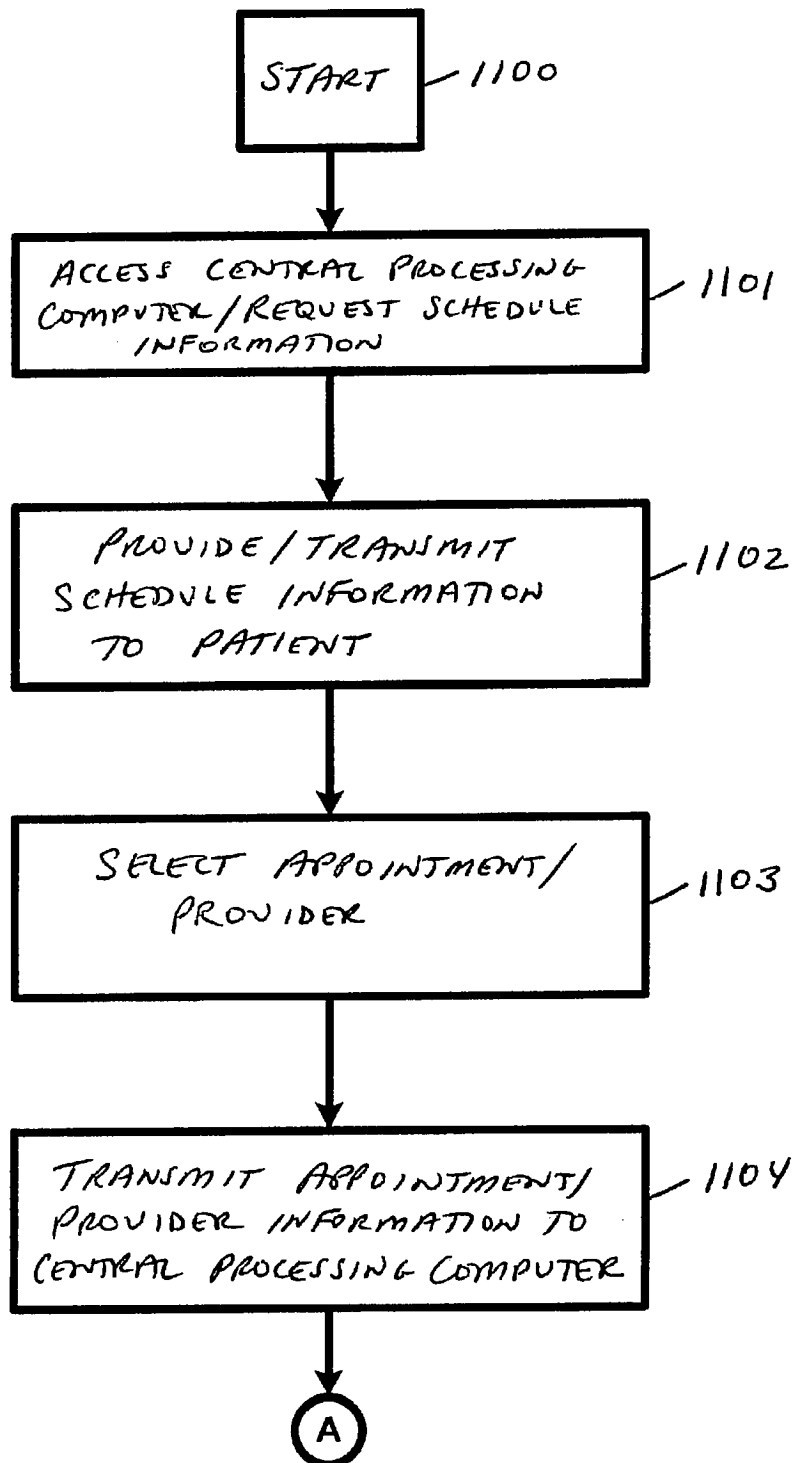 START
1100
ACCESS CENTRAL PROCESSING
COMPUTER/REQUEST SCHEDULE
INFORMATION
1101
PROVIDE/TRANSMIT
SCHEDULE INFORMATION
TO PATIENT
1102
SELECT APPOINTMENT/
PROVIDER
1103
TRANSMIT APPOINTMENT/
PROVIDER INFORMATION TO
CENTRAL PROCESSING COMPUTER
1104
A